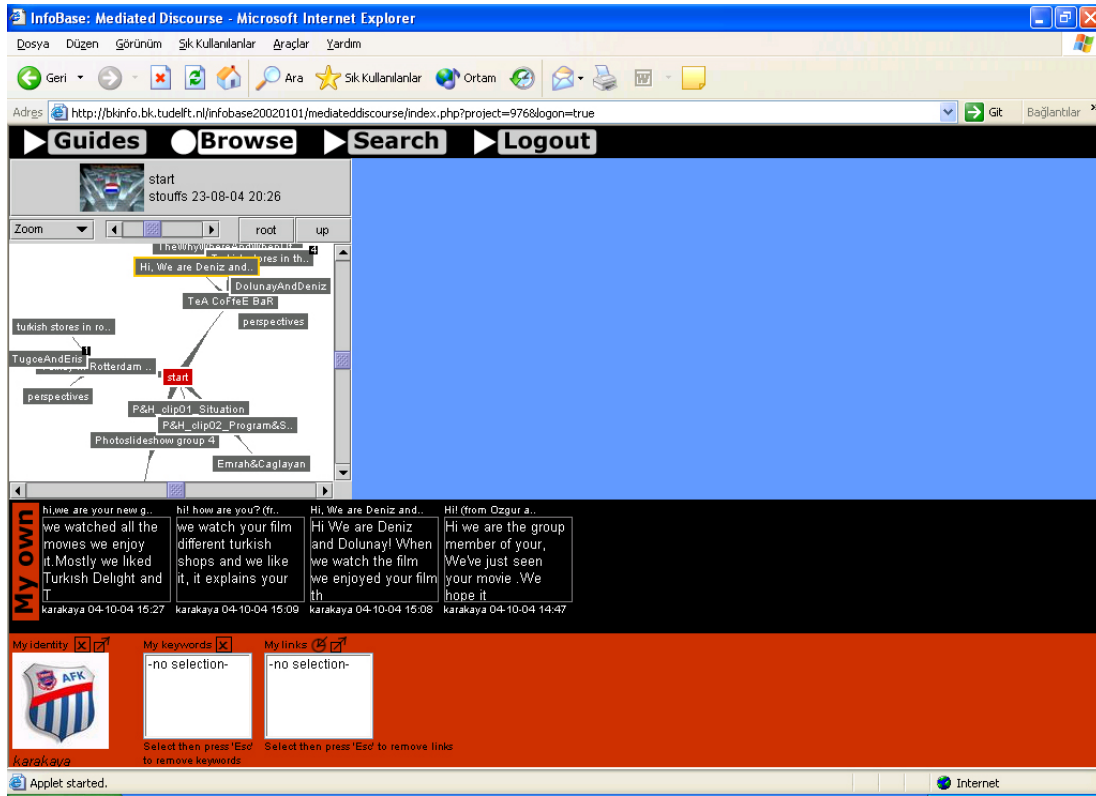 InfoBase: Mediated Discourse - Microsoft Internet Explorer
Dosya Düzen Görünüm Sık Kullanılanlar Araçlar Yardım
Geri Ara Sık Kullanılanlar Ortam
Adres http://bkinfo.bk.tudelft.nl/infobase20020101/mediateddiscourse/index.php?project=976&logon=true Git Bağlantılar »
Guides Browse Search Logout
start
stouffs 23-08-04 20:26
Zoom root up
4
Hi, We are Deniz and..
DolunayAndDeniz
TeA CoFfeE BaR
perspectives
turkish stores in ro..
1
TugceAndEris
Rotterdam ..
start
perspectives
P&H_clip01_Situation
P&H_clip02_Program&S..
Photoslideshow group 4
Emrah&Caglayan
My own
hi,we are your new g..
we watched all the
movies we enjoy
it.Mostly we liked
Turkish Delight and
T
karakaya 04-10-04 15:27
hi! how are you? (fr..
we watch your film
different turkish
shops and we like
it, it explains your
karakaya 04-10-04 15:09
Hi, We are Deniz and..
Hi We are Deniz
and Dolunay! When
we watch the film
we enjoyed your film
th
karakaya 04-10-04 15:08
Hi! (from Ozgur a..
Hi we are the group
member of your,
We've just seen
your movie .We
hope it
karakaya 04-10-04 14:47
My identity
AFK
karakaya
My keywords
-no selection-
Select then press 'Esc'
to remove keywords
My links
-no selection-
Select then press 'Esc' to remove links
Applet started. Internet